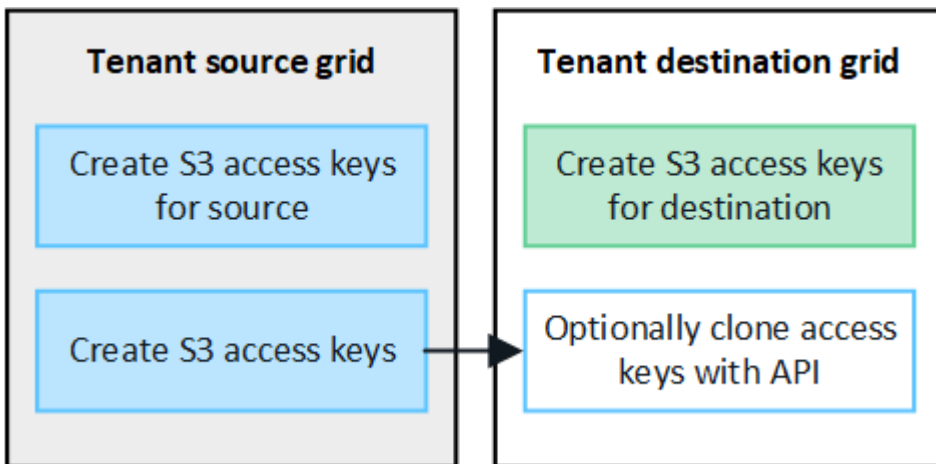 Tenant source grid
Create S3 access keys
for source
Create S3 access keys
Tenant destination grid
Create S3 access keys
for destination
Optionally clone access
keys with API